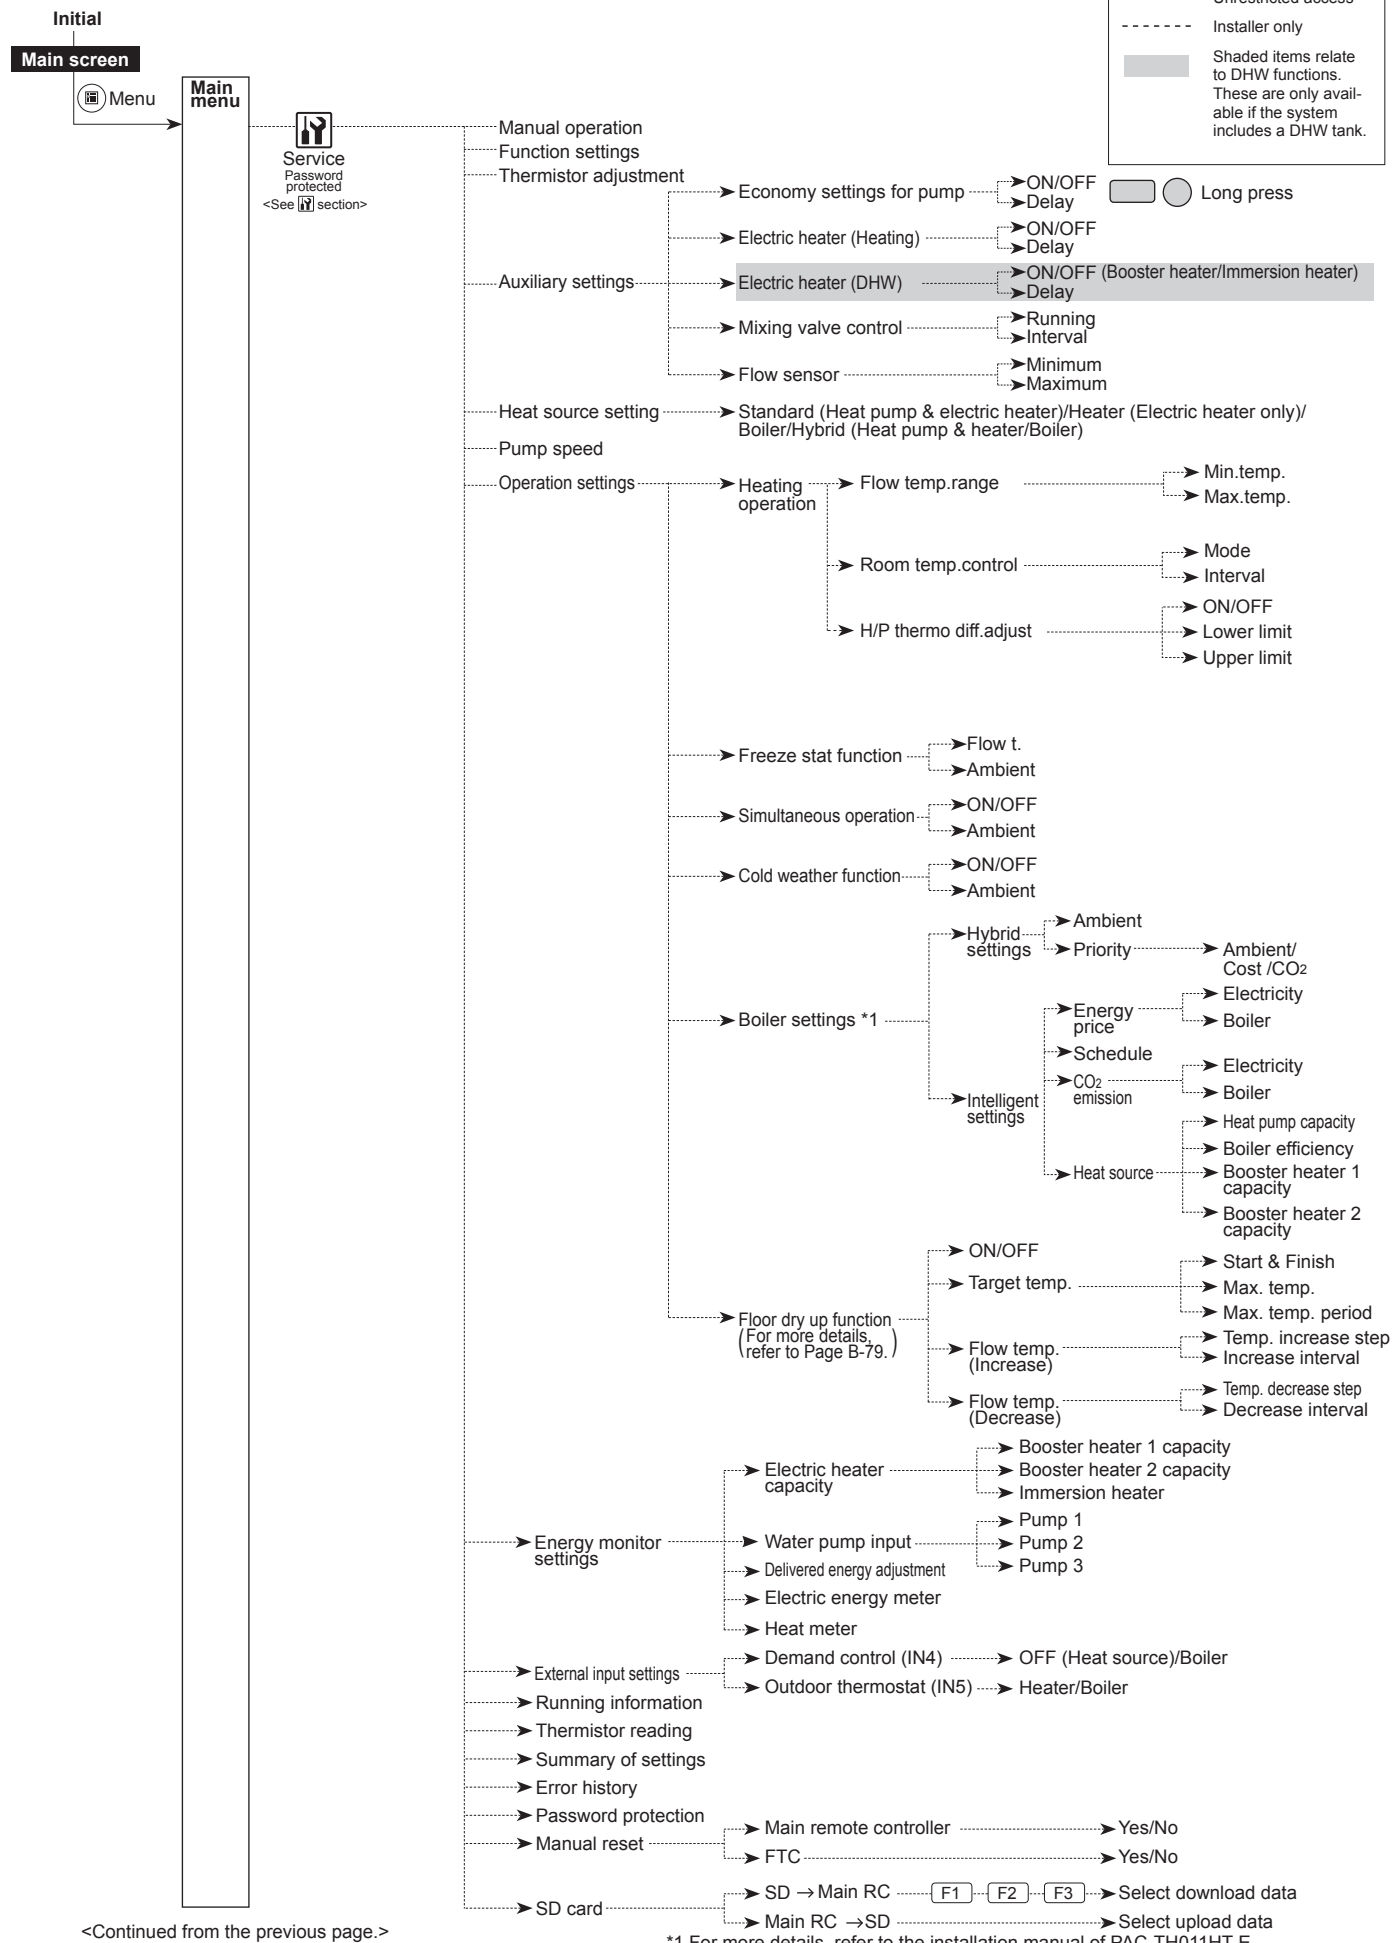 Initial
Main screen
Menu
Main
menu
Service
Password
protected
<See section>
Installer only
Shaded items relate
to DHW functions.
These are only avail-
able if the system
includes a DHW tank.
Long press
Manual operation
Function settings
Thermistor adjustment
Auxiliary settings
Economy settings for pump
ON/OFF
Delay
Electric heater (Heating)
ON/OFF
Delay
Electric heater (DHW)
ON/OFF (Booster heater/Immersion heater)
Delay
Mixing valve control
Running
Interval
Flow sensor
Minimum
Maximum
Heat source setting
Standard (Heat pump & electric heater)/Heater (Electric heater only)/
Boiler/Hybrid (Heat pump & heater/Boiler)
Pump speed
Operation settings
Heating
operation
Flow temp.range
Min.temp.
Max.temp.
Room temp.control
Mode
Interval
H/P thermo diff.adjust
ON/OFF
Lower limit
Upper limit
Freeze stat function
Flow t.
Ambient
Simultaneous operation
ON/OFF
Ambient
Cold weather function
ON/OFF
Ambient
Boiler settings *1
Hybrid
settings
Ambient
Priority
Ambient/
Cost /CO2
Intelligent
settings
Energy
price
Electricity
Boiler
Schedule
CO2
emission
Electricity
Boiler
Heat source
Heat pump capacity
Boiler efficiency
Booster heater 1
capacity
Booster heater 2
capacity
Floor dry up function
(For more details,
refer to Page B-79.)
ON/OFF
Target temp.
Start & Finish
Max. temp.
Max. temp. period
Flow temp.
(Increase)
Temp. increase step
Increase interval
Flow temp.
(Decrease)
Temp. decrease step
Decrease interval
Energy monitor
settings
Electric heater
capacity
Booster heater 1 capacity
Booster heater 2 capacity
Immersion heater
Water pump input
Pump 1
Pump 2
Pump 3
Delivered energy adjustment
Electric energy meter
Heat meter
External input settings
Demand control (IN4)
OFF (Heat source)/Boiler
Outdoor thermostat (IN5)
Heater/Boiler
Running information
Thermistor reading
Summary of settings
Error history
Password protection
Manual reset
Main remote controller
Yes/No
FTC
Yes/No
SD card
SD → Main RC
F1
F2
F3
Select download data
Main RC → SD
Select upload data
<Continued from the previous page.>
*1 For more details, refer to the installation manual of PAC-TH011HT-E